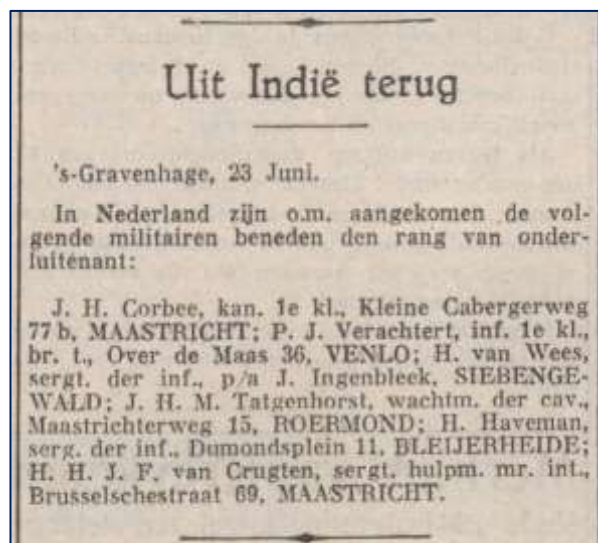 Uit Indië terug
's-Gravenhage, 23 Juni.
In Nederland zijn o.m. aangekomen de vol-
gende militairen beneden den rang van onder-
luitenant:
J. H. Corbee, kan. 1e kl., Kleine Cabergerweg
77b, MAASTRICHT; P. J. Verachtert, inf. 1e kl.,
br. t., Over de Maas 36, VENLO; H. van Wees,
sergt. der inf., p/a J. Ingenbleek, SIEBENGE-
WALD; J. H. M. Tatgenhorst, wachtm. der cav.,
Maastrichterweg 15, ROERMOND; H. Haveman,
serg. der inf., Dumondsplein 11, BLEIJERHEIDE;
H. H. J. F. van Crugten, sergt. hulpm. mr. int.,
Brusselschestraat 69, MAASTRICHT.